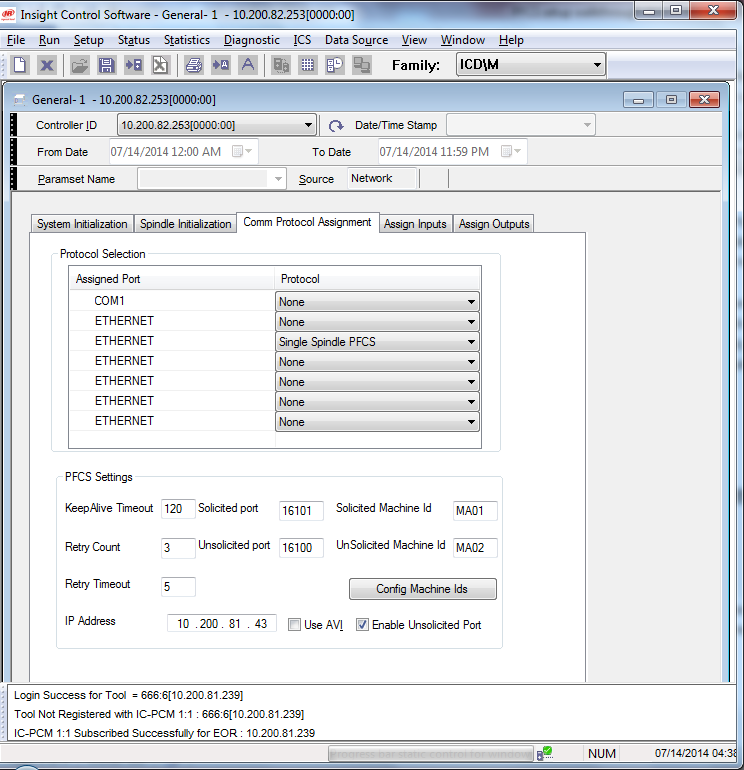 Insight Control Software - General- 1 - 10.200.82.253[0000:00]
File Run Setup Status Statistics Diagnostic ICS Data Source View Window Help
Family: ICD\M
General- 1 - 10.200.82.253[0000:00]
Controller ID 10.200.82.253[0000:00] Date/Time Stamp
From Date 07/14/2014 12:00 AM To Date 07/14/2014 11:59 PM
Paramset Name Source Network
System Initialization Spindle Initialization Comm Protocol Assignment Assign Inputs Assign Outputs
Protocol Selection
Assigned Port Protocol
COM1 None
ETHERNET None
ETHERNET Single Spindle PFCS
ETHERNET None
ETHERNET None
ETHERNET None
ETHERNET None
PFCS Settings
KeepAlive Timeout 120 Solicited port 16101 Solicited Machine Id MA01
Retry Count 3 Unsolicited port 16100 UnSolicited Machine Id MA02
Retry Timeout 5 Config Machine Ids
IP Address 10 . 200 . 81 . 43 Use AVI Enable Unsolicited Port
Login Success for Tool = 666:6[10.200.81.239]
Tool Not Registered with IC-PCM 1:1 : 666:6[10.200.81.239]
IC-PCM 1:1 Subscribed Successfully for EOR : 10.200.81.239
NUM 07/14/2014 04:38